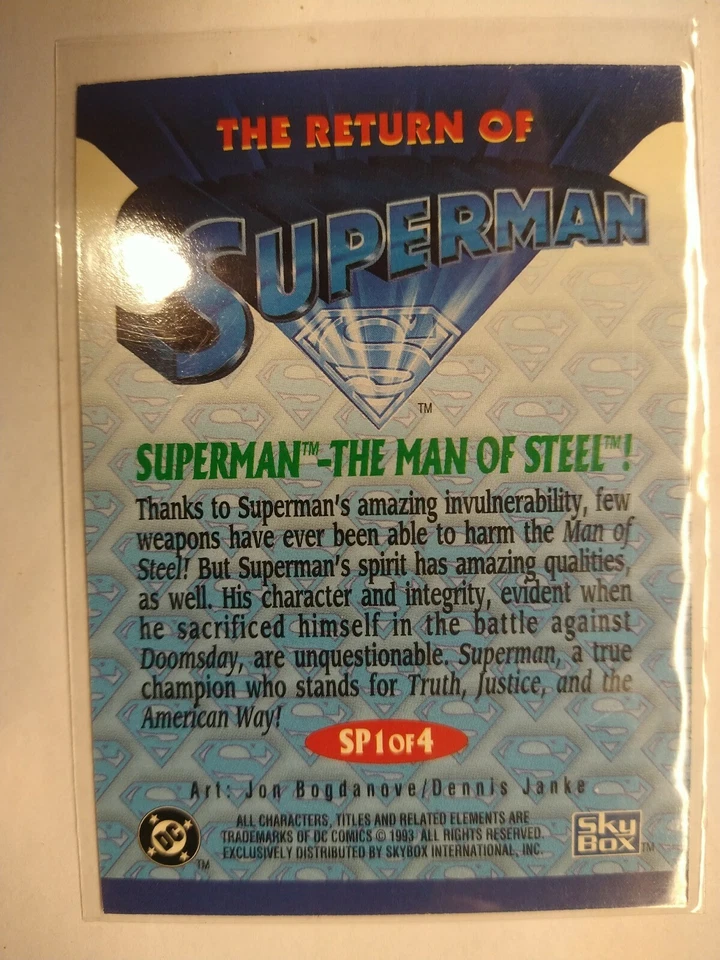 THE RETURN OF
SUPERMAN
TM
SUPERMAN™-THE MAN OF STEEL™!
Thanks to Superman's amazing invulnerability, few
weapons have ever been able to harm the Man of
Steel! But Superman's spirit has amazing qualities,
as well. His character and integrity, evident when
he sacrificed himself in the battle against
Doomsday, are unquestionable. Superman, a true
champion who stands for Truth, Justice, and the
American Way!
SP1 OF 4
Art: Jon Bogdanove/Dennis Janke
ALL CHARACTERS, TITLES AND RELATED ELEMENTS ARE
TRADEMARKS OF DC COMICS © 1993 ALL RIGHTS RESERVED.
EXCLUSIVELY DISTRIBUTED BY SKYBOX INTERNATIONAL, INC.
DC
TM
Sky
Box
TM